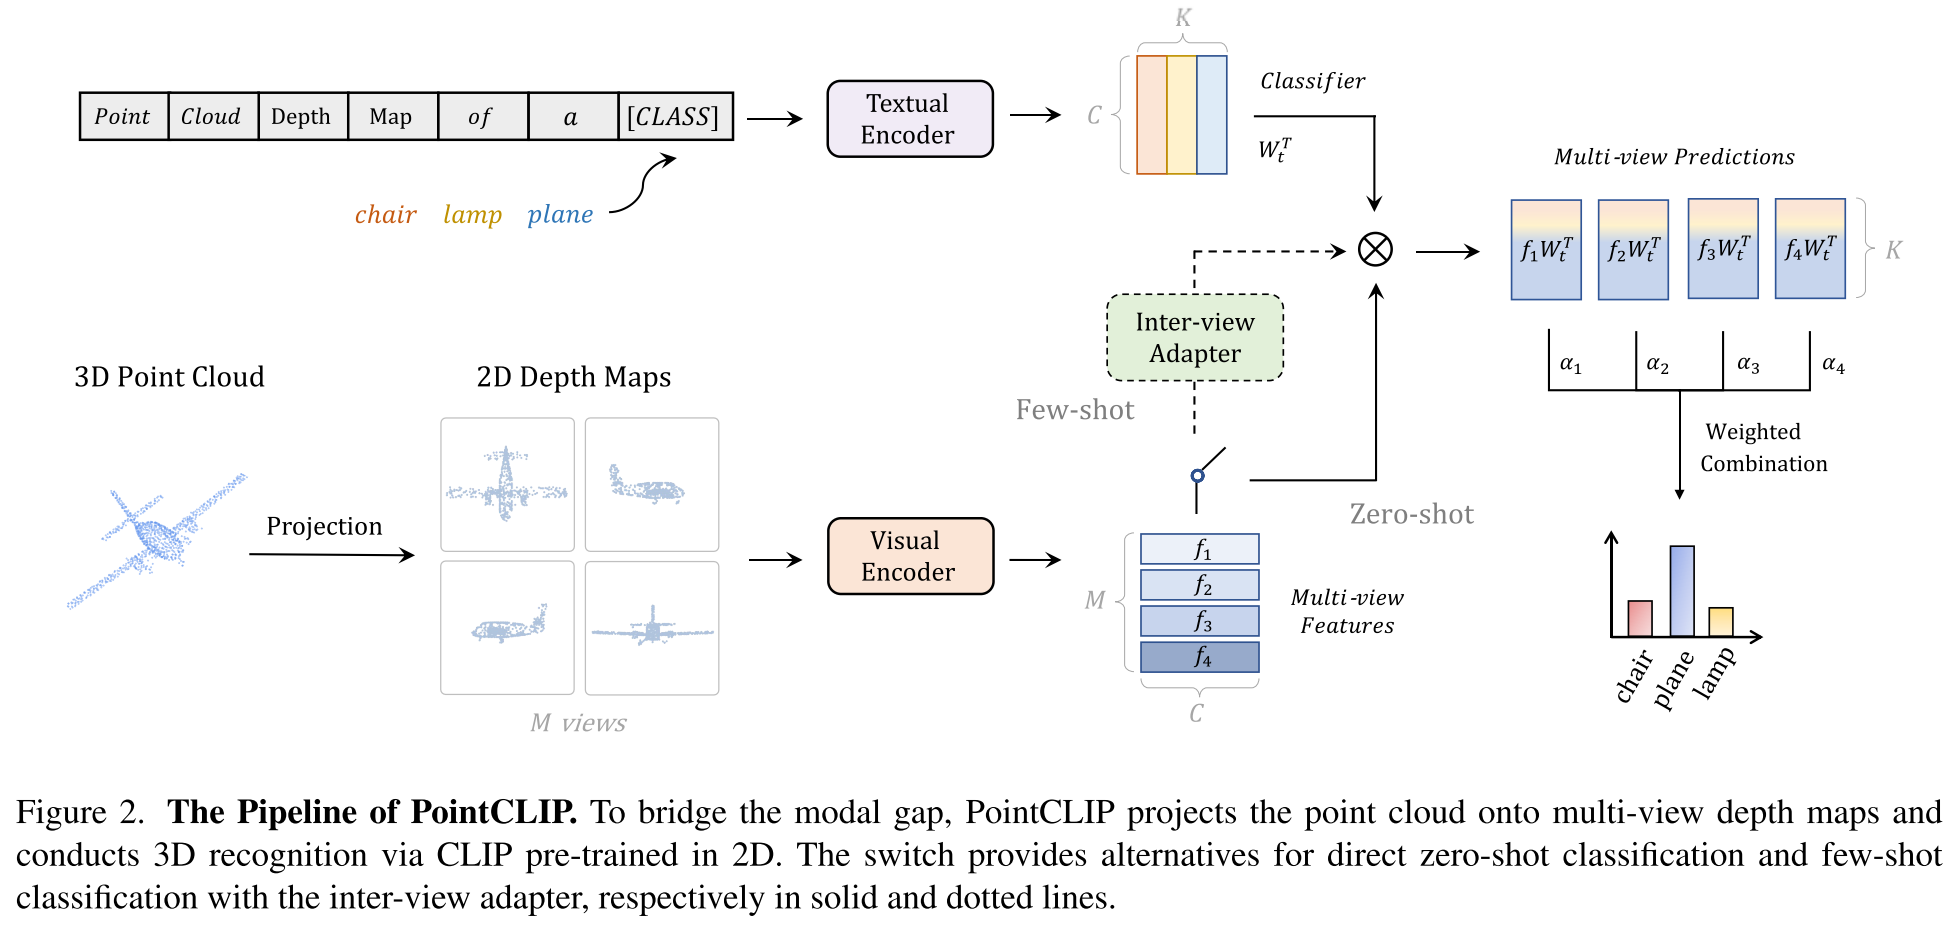 Point Cloud Depth Map of a [CLASS]
chair lamp plane
Textual
Encoder
K
C
Classifier
W_t^T
Multi-view Predictions
f_1W_t^T f_2W_t^T f_3W_t^T f_4W_t^T
K
α_1 α_2 α_3 α_4
Weighted
Combination
chair plane lamp
Inter-view
Adapter
Few-shot
Zero-shot
3D Point Cloud
Projection
2D Depth Maps
M views
Visual
Encoder
M
f_1
f_2
f_3
f_4
C
Multi-view
Features
Figure 2. The Pipeline of PointCLIP. To bridge the modal gap, PointCLIP projects the point cloud onto multi-view depth maps and
conducts 3D recognition via CLIP pre-trained in 2D. The switch provides alternatives for direct zero-shot classification and few-shot
classification with the inter-view adapter, respectively in solid and dotted lines.